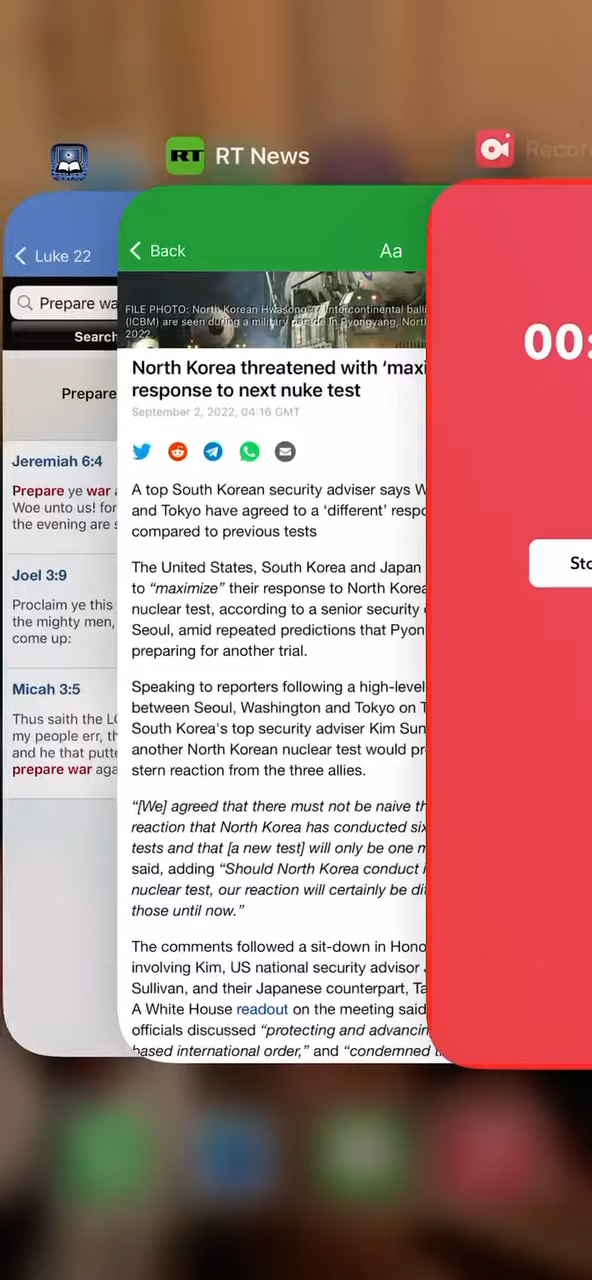 RT RT News
Recor
Luke 22
Back
Aa
Prepare wa
Search
Prepare
Jeremiah 6:4
Prepare ye war a
Woe unto us! for
the evening are s
Joel 3:9
Proclaim ye this
the mighty men,
come up:
Micah 3:5
Thus saith the LO
my people err, th
and he that putte
prepare war aga
FILE PHOTO: North Korean Hwasong-17 intercontinental balli
(ICBM) are seen during a military parade in Pyongyang, Nort
2022.
North Korea threatened with ‘maxi
response to next nuke test
September 2, 2022, 04:16 GMT
A top South Korean security adviser says W
and Tokyo have agreed to a ‘different’ respo
compared to previous tests
The United States, South Korea and Japan
to “maximize” their response to North Korea
nuclear test, according to a senior security
Seoul, amid repeated predictions that Pyon
preparing for another trial.
Speaking to reporters following a high-level
between Seoul, Washington and Tokyo on T
South Korea's top security adviser Kim Sun
another North Korean nuclear test would pr
stern reaction from the three allies.
“[We] agreed that there must not be naive th
reaction that North Korea has conducted six
tests and that [a new test] will only be one m
said, adding “Should North Korea conduct i
nuclear test, our reaction will certainly be dif
those until now.”
The comments followed a sit-down in Hono
involving Kim, US national security advisor
Sullivan, and their Japanese counterpart, Ta
A White House readout on the meeting said
officials discussed “protecting and advancin
based international order,” and “condemned
00:
Sto